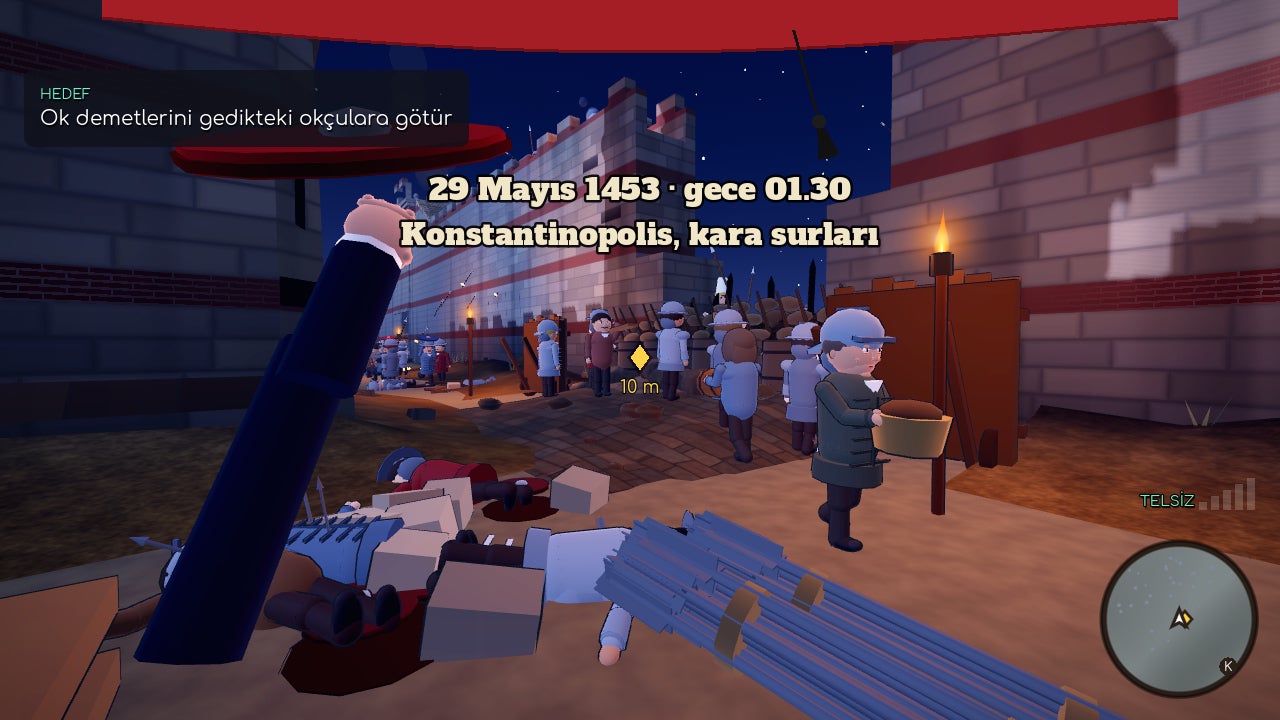 HEDEF
Ok demetlerini gedikteki okçulara götür
29 Mayıs 1453 · gece 01.30
Konstantinopolis, kara surları
10 m
TELSİZ
K